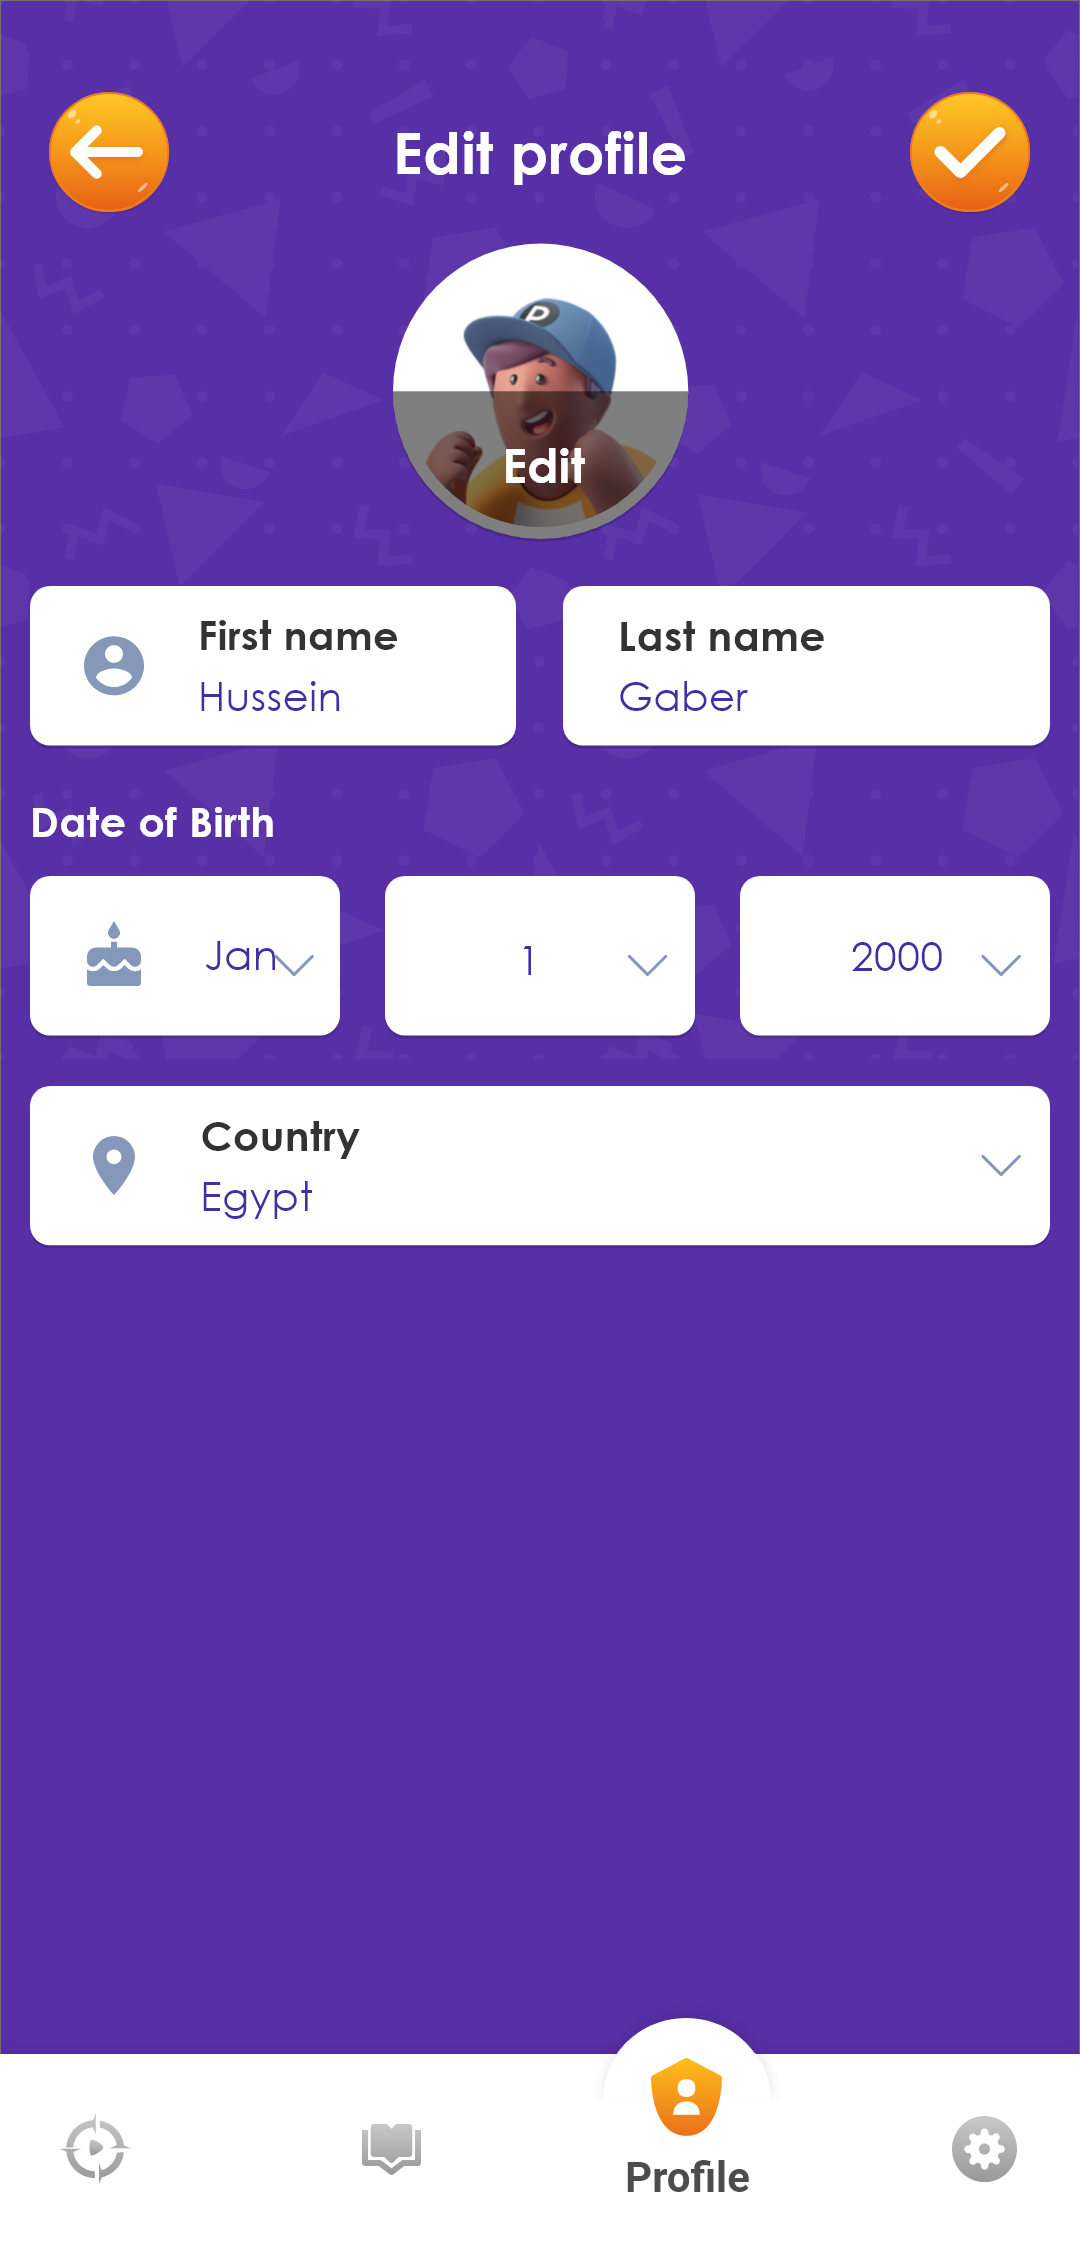 Edit profile
P
Edit
First name
Hussein
Last name
Gaber
Date of Birth
Jan
1
2000
Country
Egypt
Profile